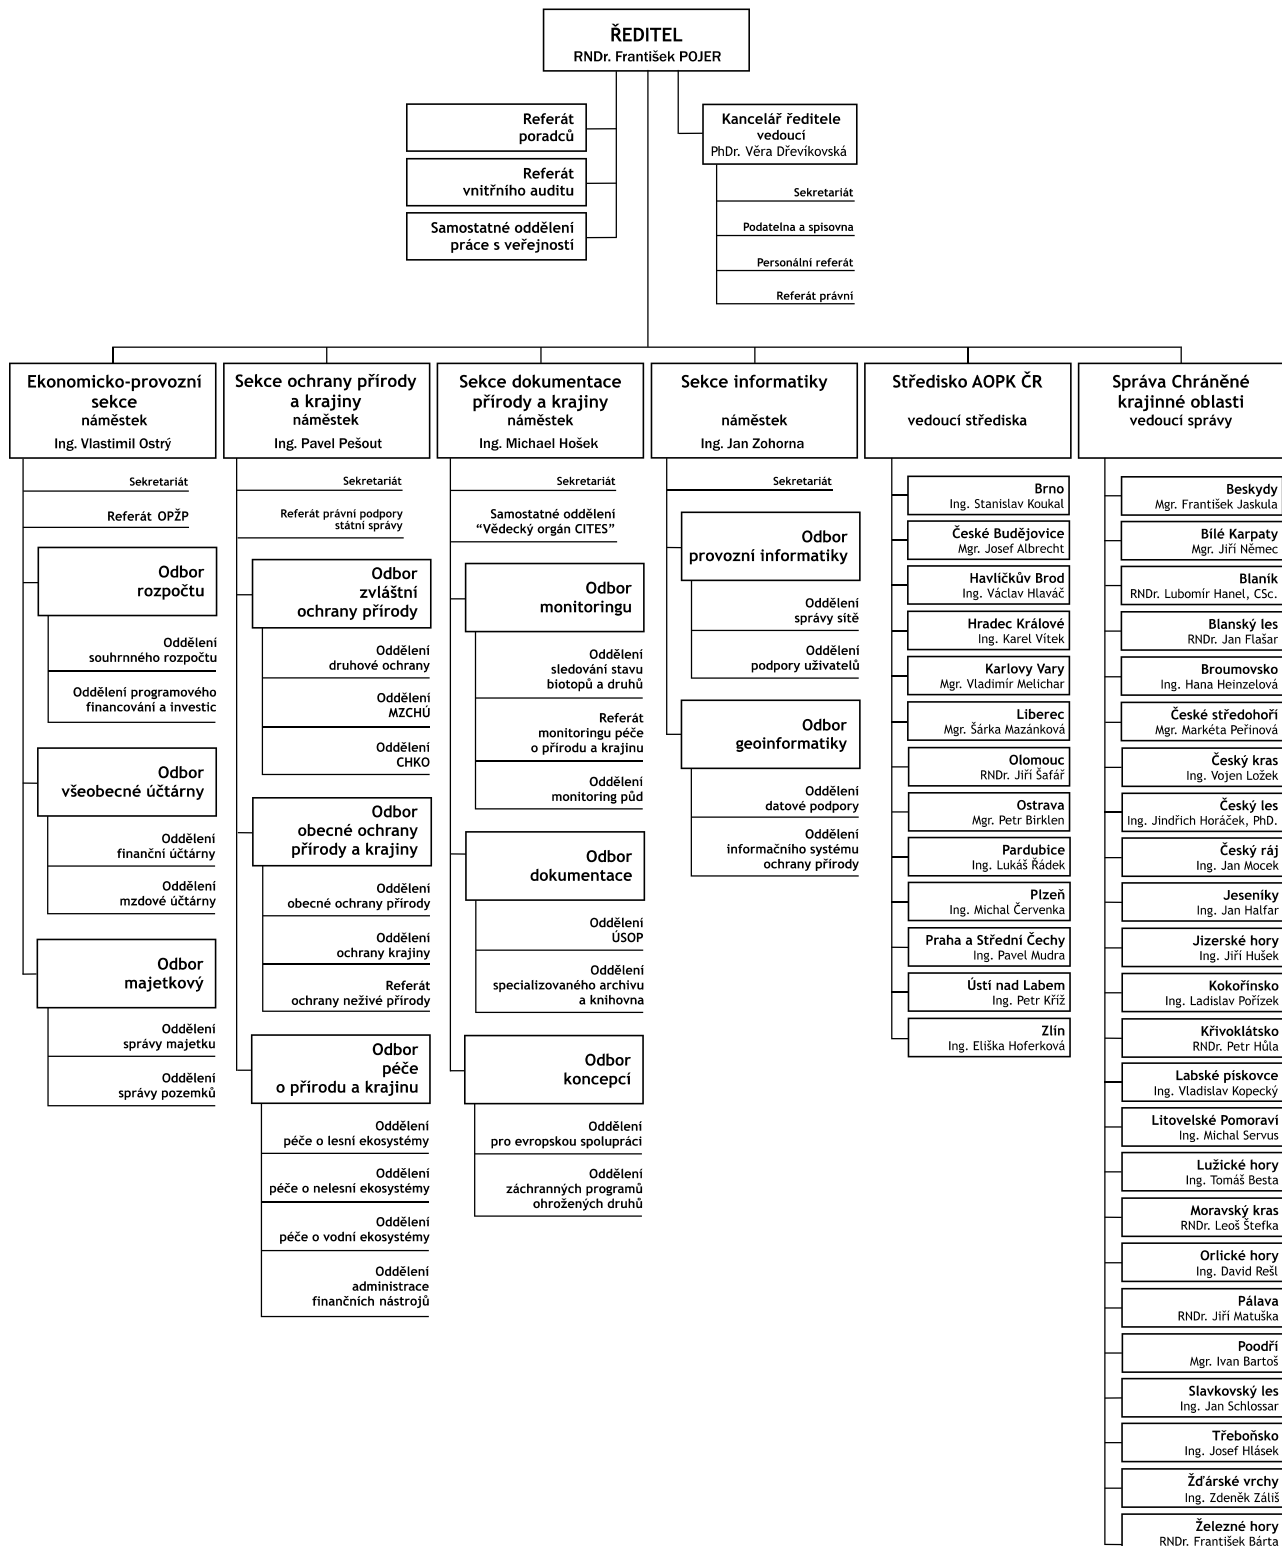 ŘEDITEL
RNDr. František POJER
Referát
poradců
Referát
vnitřního auditu
Samostatné oddělení
práce s veřejností
Kancelář ředitele
vedoucí
PhDr. Věra Dřevíkovská
Sekretariát
Podatelna a spisovna
Personální referát
Referát právní
Ekonomicko-provozní
sekce
náměstek
Ing. Vlastimil Ostrý
Sekretariát
Referát OPŽP
Odbor
rozpočtu
Oddělení
souhrnného rozpočtu
Oddělení programového
financování a investic
Odbor
všeobecné účtárny
Oddělení
finanční účtárny
Oddělení
mzdové účtárny
Odbor
majetkový
Oddělení
správy majetku
Oddělení
správy pozemků
Sekce ochrany přírody
a krajiny
náměstek
Ing. Pavel Pešout
Sekretariát
Referát právní podpory
státní správy
Odbor
zvláštní
ochrany přírody
Oddělení
druhové ochrany
Oddělení
MZCHÚ
Oddělení
CHKO
Odbor
obecné ochrany
přírody a krajiny
Oddělení
obecné ochrany přírody
Oddělení
ochrany krajiny
Referát
ochrany neživé přírody
Odbor
péče
o přírodu a krajinu
Oddělení
péče o lesní ekosystémy
Oddělení
péče o nelesní ekosystémy
Oddělení
péče o vodní ekosystémy
Oddělení
administrace
finančních nástrojů
Sekce dokumentace
přírody a krajiny
náměstek
Ing. Michael Hošek
Sekretariát
Samostatné oddělení
“Vědecký orgán CITES”
Odbor
monitoringu
Oddělení
sledování stavu
biotopů a druhů
Referát
monitoringu péče
o přírodu a krajinu
Oddělení
monitoring půd
Odbor
dokumentace
Oddělení
ÚSOP
Oddělení
specializovaného archivu
a knihovna
Odbor
koncepcí
Oddělení
pro evropskou spolupráci
Oddělení
záchranných programů
ohrožených druhů
Sekce informatiky
náměstek
Ing. Jan Zohorna
Sekretariát
Odbor
provozní informatiky
Oddělení
správy sítě
Oddělení
podpory uživatelů
Odbor
geoinformatiky
Oddělení
datové podpory
Oddělení
informačního systému
ochrany přírody
Středisko AOPK ČR
vedoucí střediska
Brno
Ing. Stanislav Koukal
České Budějovice
Mgr. Josef Albrecht
Havlíčkův Brod
Ing. Václav Hlaváč
Hradec Králové
Ing. Karel Vítek
Karlovy Vary
Mgr. Vladimír Melichar
Liberec
Mgr. Šárka Mazánková
Olomouc
RNDr. Jiří Šafář
Ostrava
Mgr. Petr Birklen
Pardubice
Ing. Lukáš Řádek
Plzeň
Ing. Michal Červenka
Praha a Střední Čechy
Ing. Pavel Mudra
Ústí nad Labem
Ing. Petr Kříž
Zlín
Ing. Eliška Hoferková
Správa Chráněné
krajinné oblasti
vedoucí správy
Beskydy
Mgr. František Jaskula
Bílé Karpaty
Mgr. Jiří Němec
Blaník
RNDr. Lubomír Hanel, CSc.
Blanský les
RNDr. Jan Flašar
Broumovsko
Ing. Hana Heinzelová
České středohoří
Mgr. Markéta Peřinová
Český kras
Ing. Vojen Ložek
Český les
Ing. Jindřich Horáček, PhD.
Český ráj
Ing. Jan Mocek
Jeseníky
Ing. Jan Halfar
Jizerské hory
Ing. Jiří Hušek
Kokořínsko
Ing. Ladislav Pořízek
Křivoklátsko
RNDr. Petr Hůla
Labské pískovce
Ing. Vladislav Kopecký
Litovelské Pomoraví
Ing. Michal Servus
Lužické hory
Ing. Tomáš Besta
Moravský kras
RNDr. Leoš Štefka
Orlické hory
Ing. David Rešl
Pálava
RNDr. Jiří Matuška
Poodří
Mgr. Ivan Bartoš
Slavkovský les
Ing. Jan Schlossar
Třeboňsko
Ing. Josef Hlásek
Žďárské vrchy
Ing. Zdeněk Záliš
Železné hory
RNDr. František Bárta